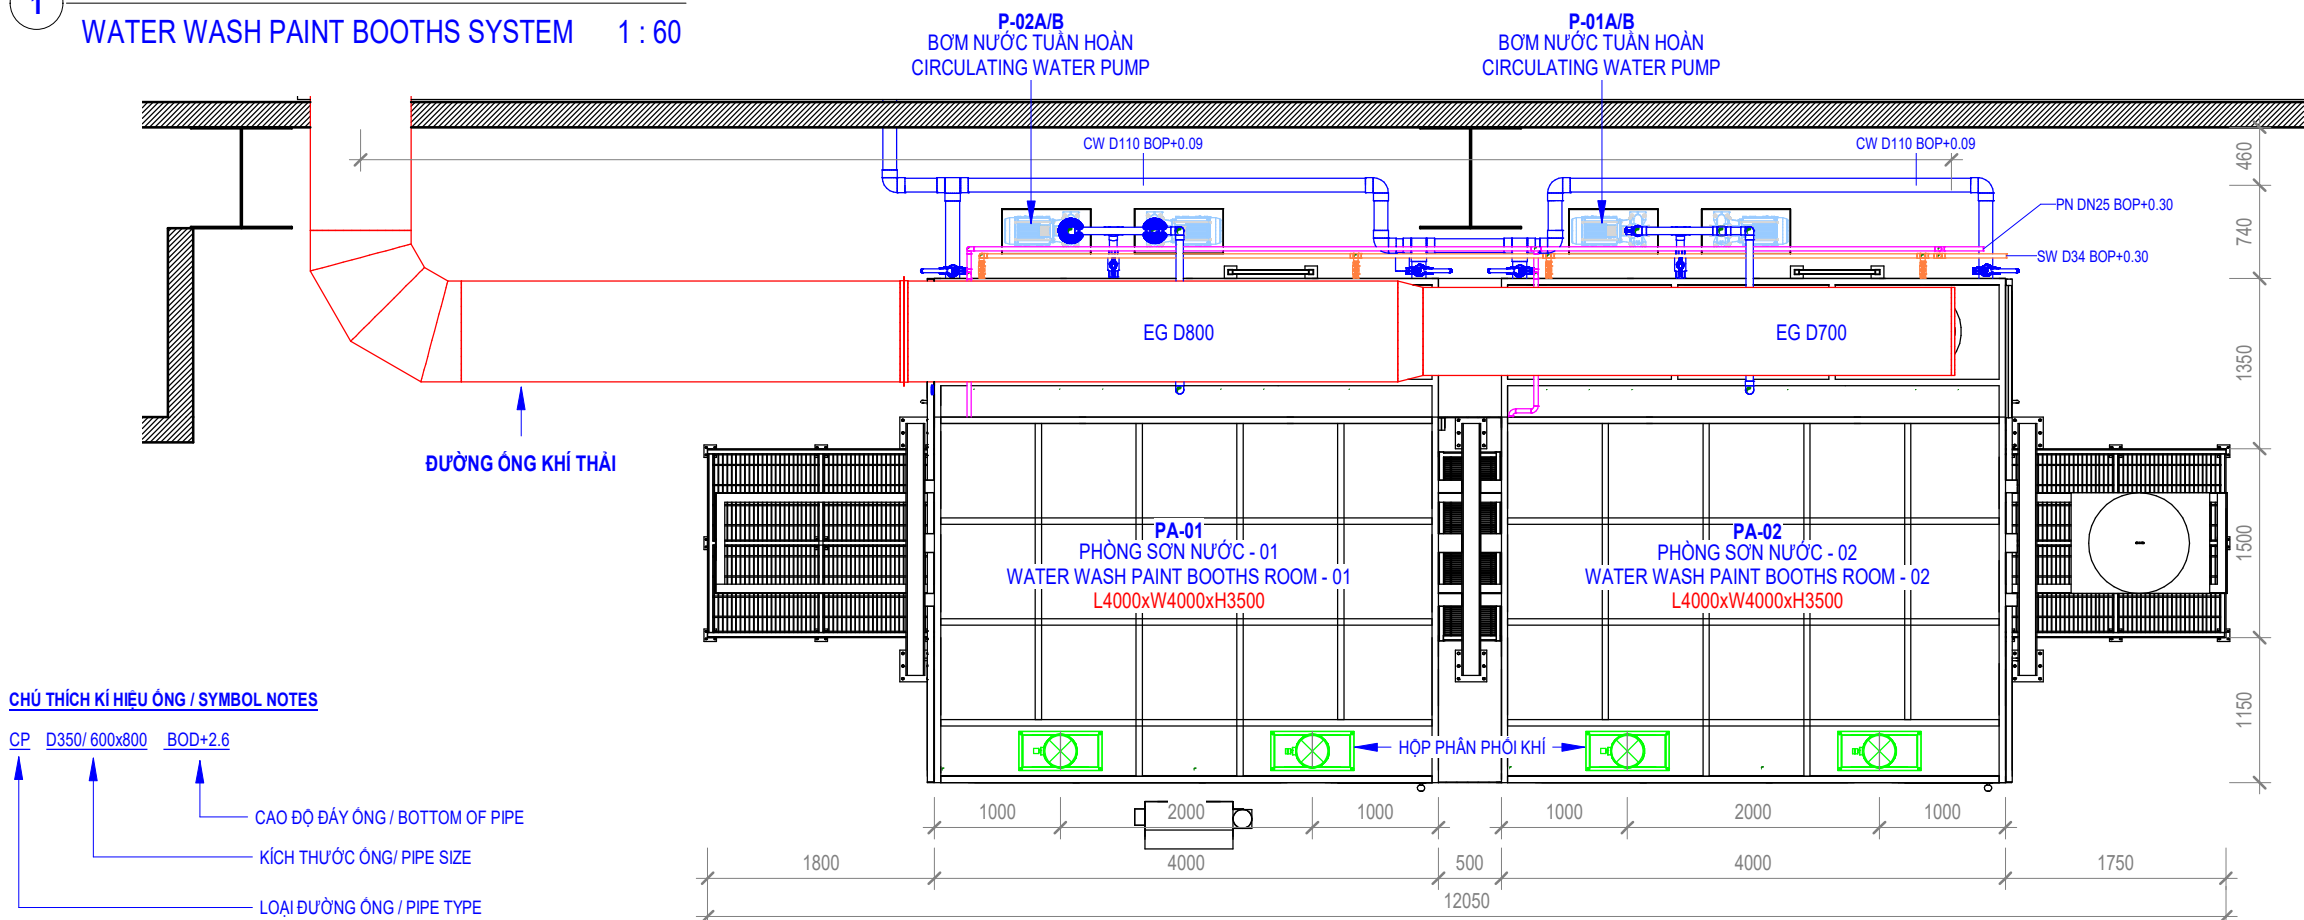 1
WATER WASH PAINT BOOTHS SYSTEM 1 : 60
P-02A/B
BƠM NƯỚC TUẦN HOÀN
CIRCULATING WATER PUMP
P-01A/B
BƠM NƯỚC TUẦN HOÀN
CIRCULATING WATER PUMP
CW D110 BOP+0.09
CW D110 BOP+0.09
460
PN DN25 BOP+0.30
740
SW D34 BOP+0.30
EG D800
EG D700
1350
ĐƯỜNG ỐNG KHÍ THẢI
PA-01
PHÒNG SƠN NƯỚC - 01
WATER WASH PAINT BOOTHS ROOM - 01
L4000xW4000xH3500
PA-02
PHÒNG SƠN NƯỚC - 02
WATER WASH PAINT BOOTHS ROOM - 02
L4000xW4000xH3500
1500
1150
CHÚ THÍCH KÍ HIỆU ỐNG / SYMBOL NOTES
CP D350/ 600x800 BOD+2.6
HỘP PHÂN PHỐI KHÍ
CAO ĐỘ ĐÁY ỐNG / BOTTOM OF PIPE
KÍCH THƯỚC ỐNG/ PIPE SIZE
LOẠI ĐƯỜNG ỐNG / PIPE TYPE
1000 2000 1000 1000 2000 1000
1800 4000 500 4000 1750
12050